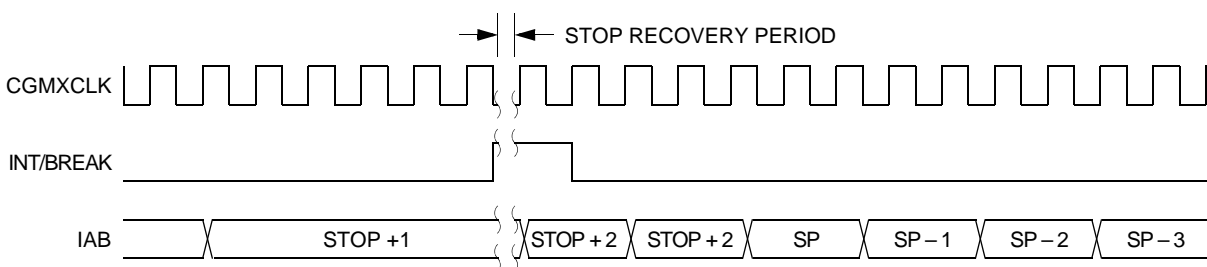 STOP RECOVERY PERIOD
CGMXCLK
INT/BREAK
IAB STOP +1 STOP + 2 STOP + 2 SP SP – 1 SP – 2 SP – 3